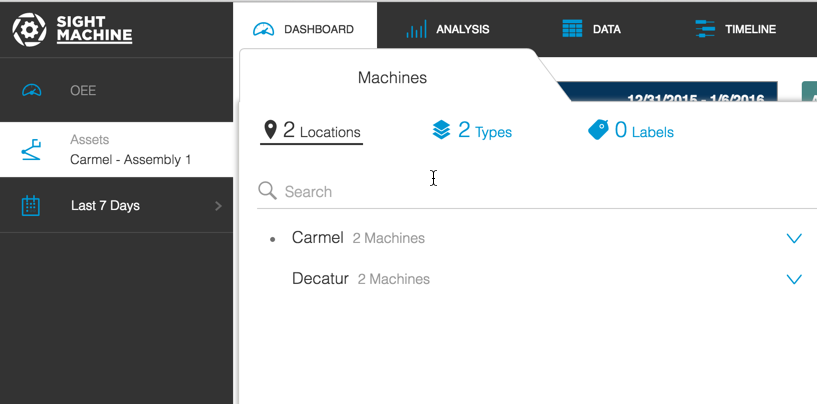 SIGHT
MACHINE
DASHBOARD
ANALYSIS
DATA
TIMELINE
OEE
Assets
Carmel - Assembly 1
Last 7 Days
Machines
12/31/2015 - 1/6/2016
2 Locations
2 Types
0 Labels
Search
Carmel 2 Machines
Decatur 2 Machines